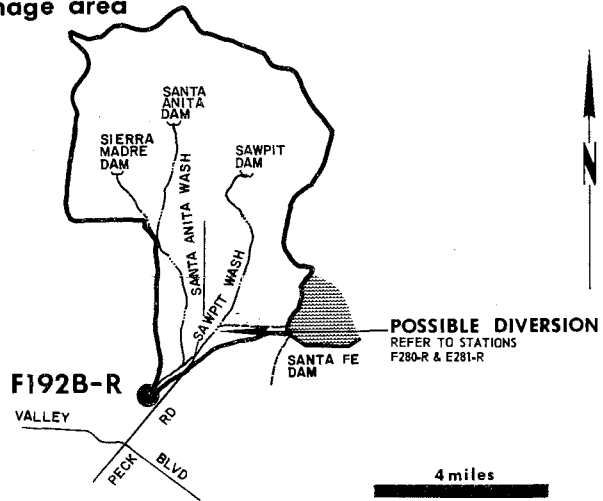 nage area
SANTA
ANITA
DAM
SIERRA
MADRE
DAM
SAWPIT
DAM
SANTA ANITA WASH
SAWPIT WASH
N
POSSIBLE DIVERSION
REFER TO STATIONS
F280-R & E281-R
SANTA FE
DAM
F192B-R
VALLEY
BLVD
PECK
RD
4 miles